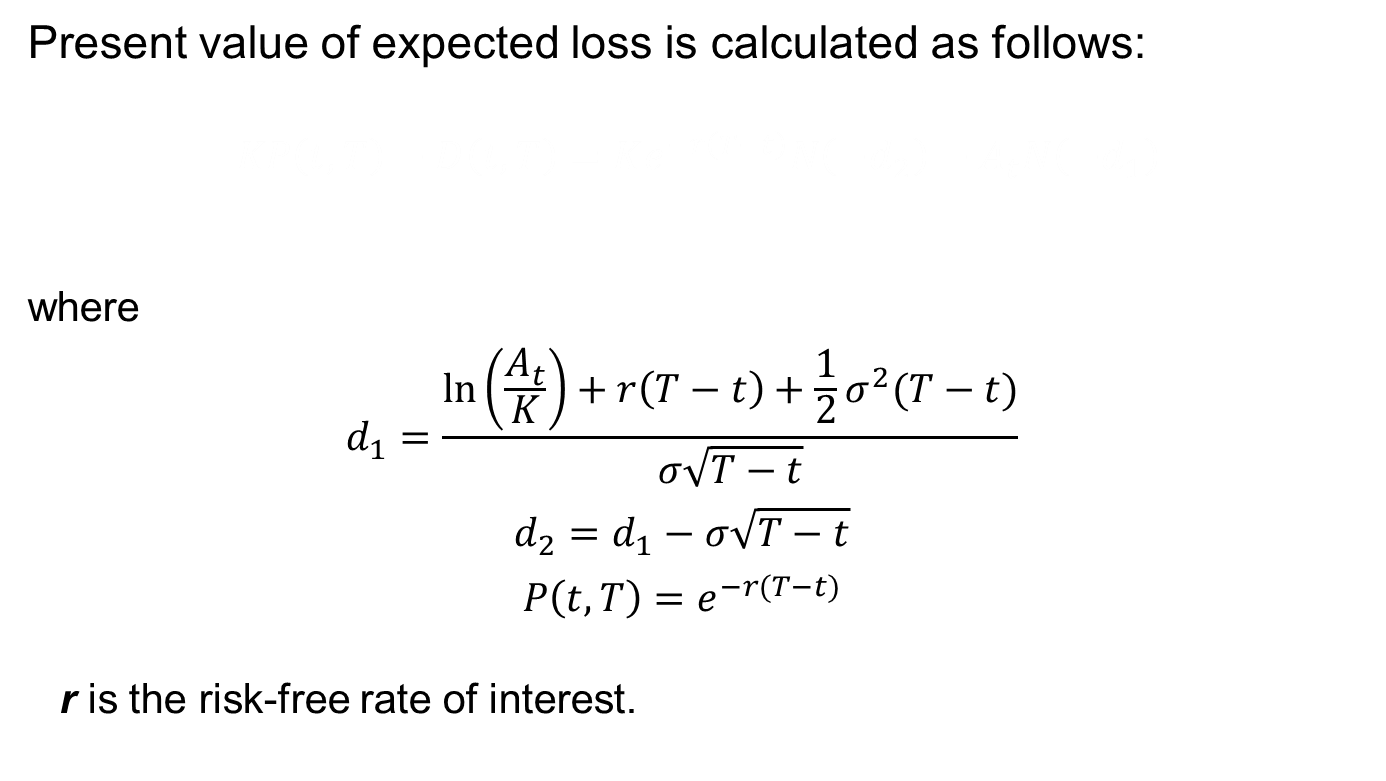 Present value of expected loss is calculated as follows:
where
d₁ = (ln(Aₜ/K) + r(T − t) + ½σ²(T − t)) / (σ√(T − t))
d₂ = d₁ − σ√(T − t)
P(t, T) = e^(−r(T−t))
r is the risk-free rate of interest.